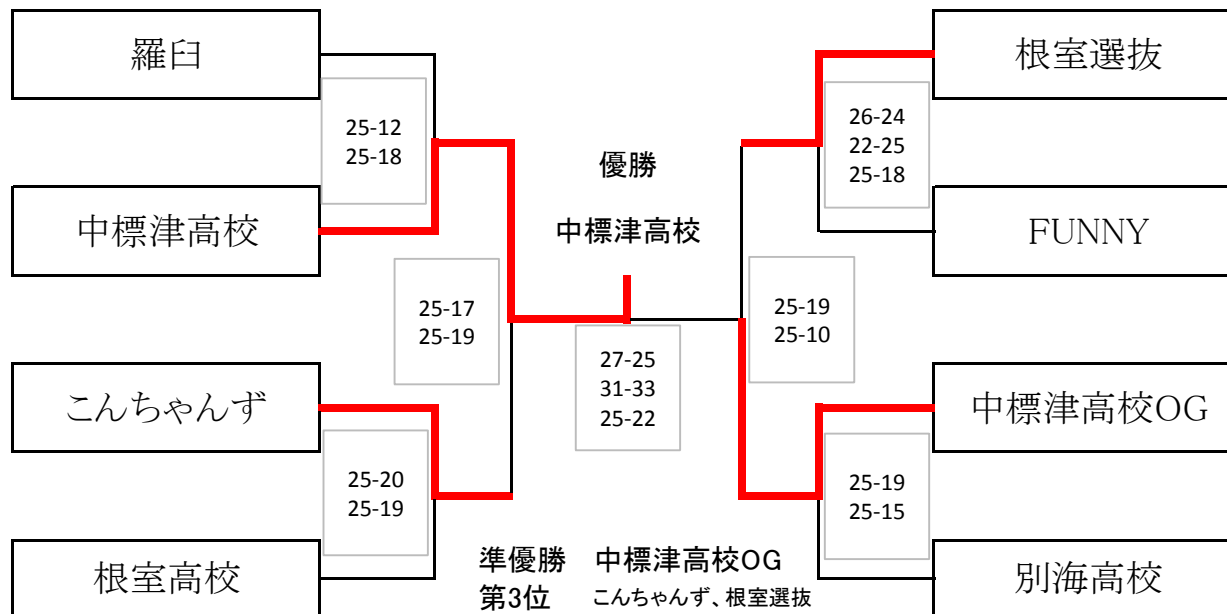 羅臼
25-12
25-18
中標津高校
25-17
25-19
こんちゃんず
25-20
25-19
根室高校
優勝
中標津高校
27-25
31-33
25-22
準優勝 中標津高校OG
第3位 こんちゃんず、根室選抜
根室選抜
26-24
22-25
25-18
FUNNY
25-19
25-10
中標津高校OG
25-19
25-15
別海高校